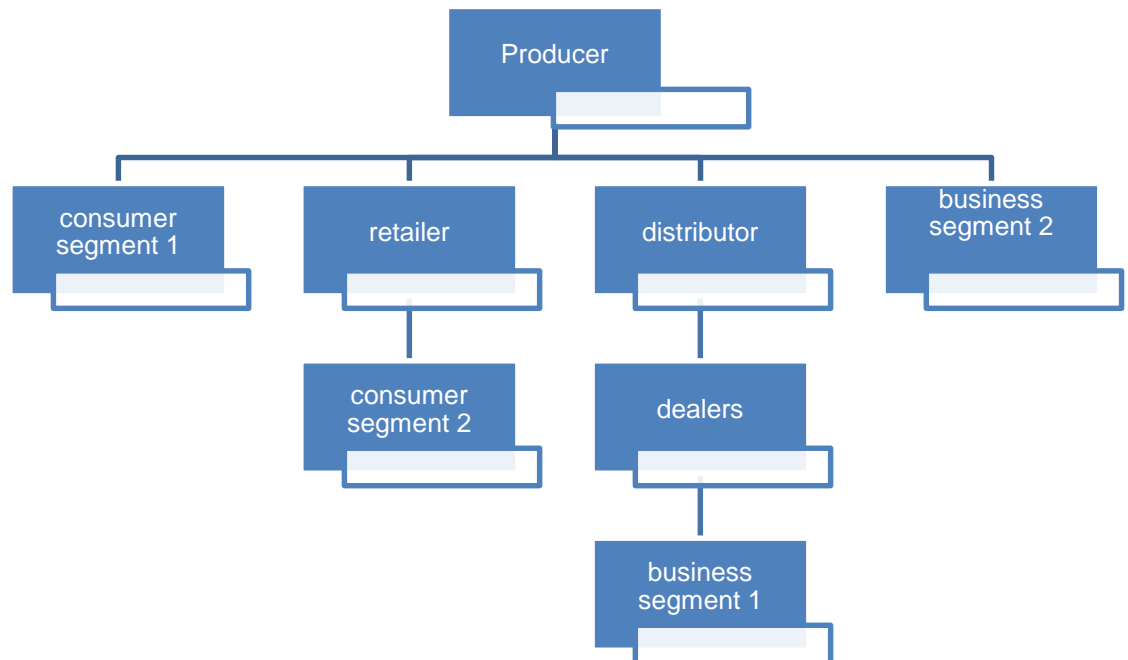 Producer
consumer
segment 1
retailer
distributor
business
segment 2
consumer
segment 2
dealers
business
segment 1